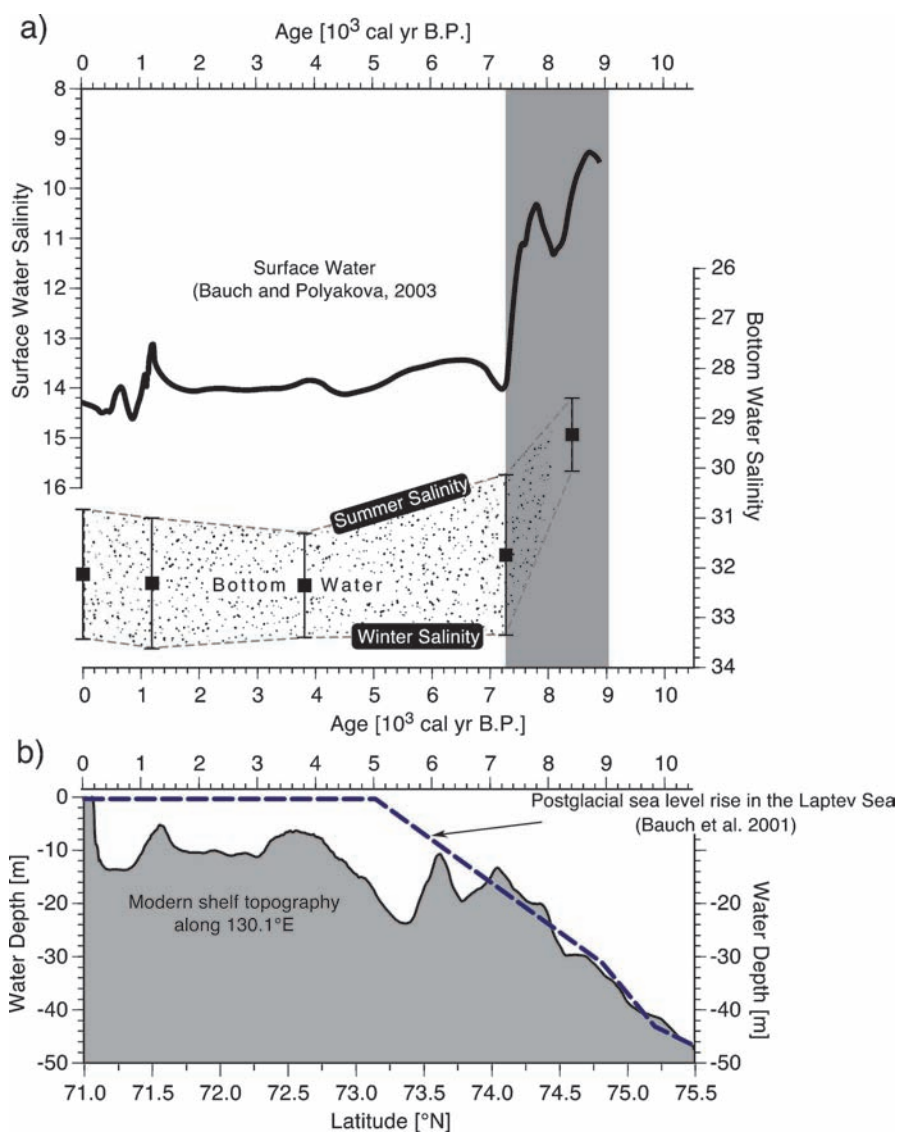 a)
Age [10³ cal yr B.P.]
0 1 2 3 4 5 6 7 8 9 10
8
9
10
11
12
13
14
15
16
Surface Water Salinity
Surface Water
(Bauch and Polyakova, 2003
26
27
28
29
30
31
32
33
34
Bottom Water Salinity
Summer Salinity
Bottom Water
Winter Salinity
0 1 2 3 4 5 6 7 8 9 10
Age [10³ cal yr B.P.]
b)
0 1 2 3 4 5 6 7 8 9 10
0
-10
-20
-30
-40
-50
Water Depth [m]
Postglacial sea level rise in the Laptev Sea
(Bauch et al. 2001)
Modern shelf topography
along 130.1°E
-20
-30
-40
-50
Water Depth [m]
71.0 71.5 72.0 72.5 73.0 73.5 74.0 74.5 75.0 75.5
Latitude [°N]